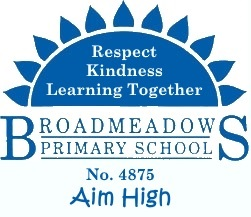 Respect
Kindness
Learning Together
BROADMEADOWS
PRIMARY SCHOOL
No. 4875
Aim High